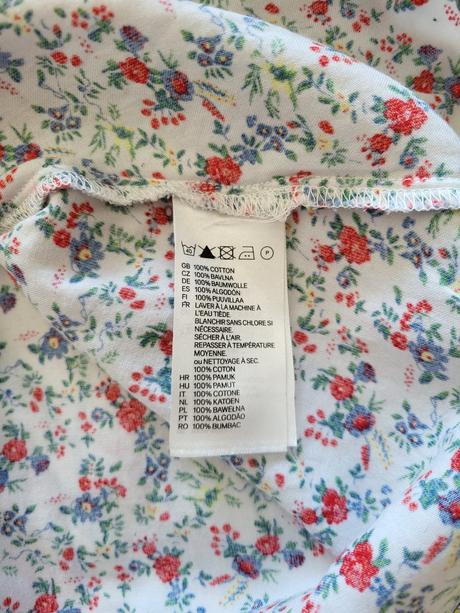 40 P
GB 100% COTTON
CZ 100% BAVLNA
DE 100% BAUMWOLLE
ES 100% ALGODÓN
FI 100% PUUVILLAA
FR LAVER À LA MACHINE À
L'EAU TIÈDE.
BLANCHIR SANS CHLORE SI
NÉCESSAIRE.
SÉCHER À L'AIR.
REPASSER À TEMPÉRATURE
MOYENNE.
OU NETTOYAGE À SEC.
100% COTON
HR 100% PAMUK
HU 100% PAMUT
IT 100% COTONE
NL 100% KATOEN
PL 100% BAWEŁNA
PT 100% ALGODÃO
RO 100% BUMBAC